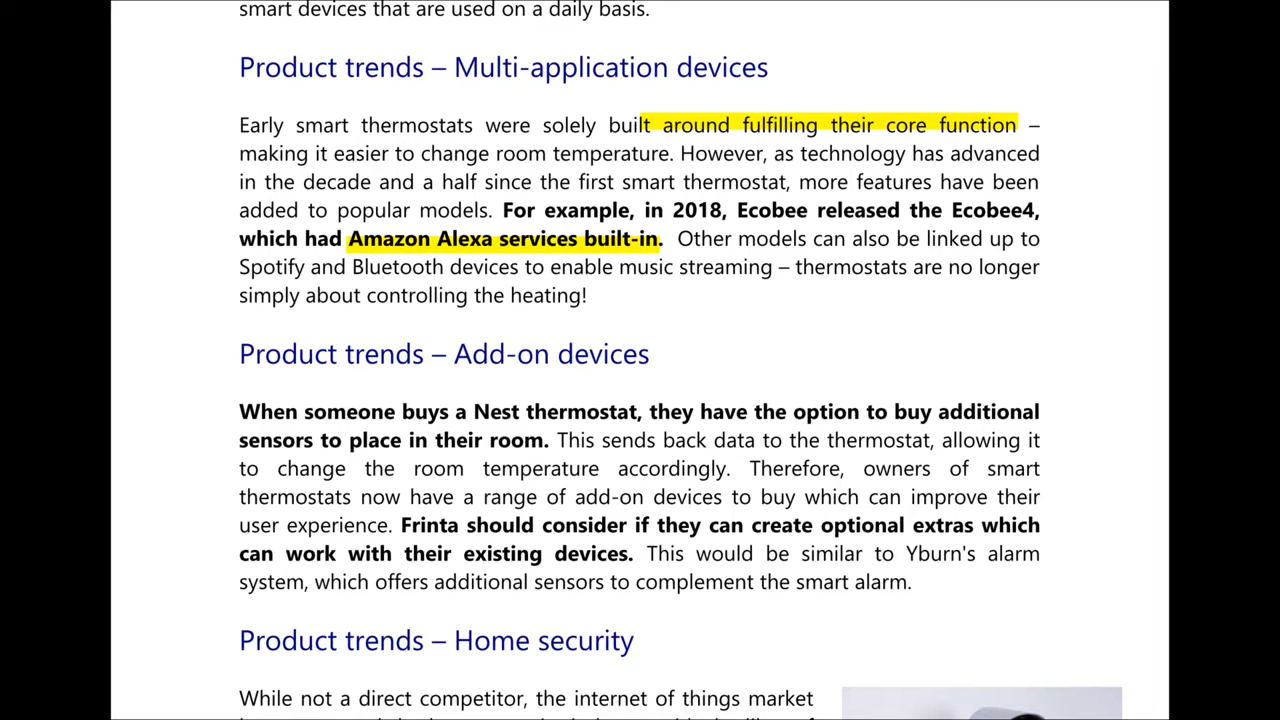 smart devices that are used on a daily basis.
Product trends – Multi-application devices
Early smart thermostats were solely built around fulfilling their core function –
making it easier to change room temperature. However, as technology has advanced
in the decade and a half since the first smart thermostat, more features have been
added to popular models. For example, in 2018, Ecobee released the Ecobee4,
which had Amazon Alexa services built-in. Other models can also be linked up to
Spotify and Bluetooth devices to enable music streaming – thermostats are no longer
simply about controlling the heating!
Product trends – Add-on devices
When someone buys a Nest thermostat, they have the option to buy additional
sensors to place in their room. This sends back data to the thermostat, allowing it
to change the room temperature accordingly. Therefore, owners of smart
thermostats now have a range of add-on devices to buy which can improve their
user experience. Frinta should consider if they can create optional extras which
can work with their existing devices. This would be similar to Yburn's alarm
system, which offers additional sensors to complement the smart alarm.
Product trends – Home security
While not a direct competitor, the internet of things market